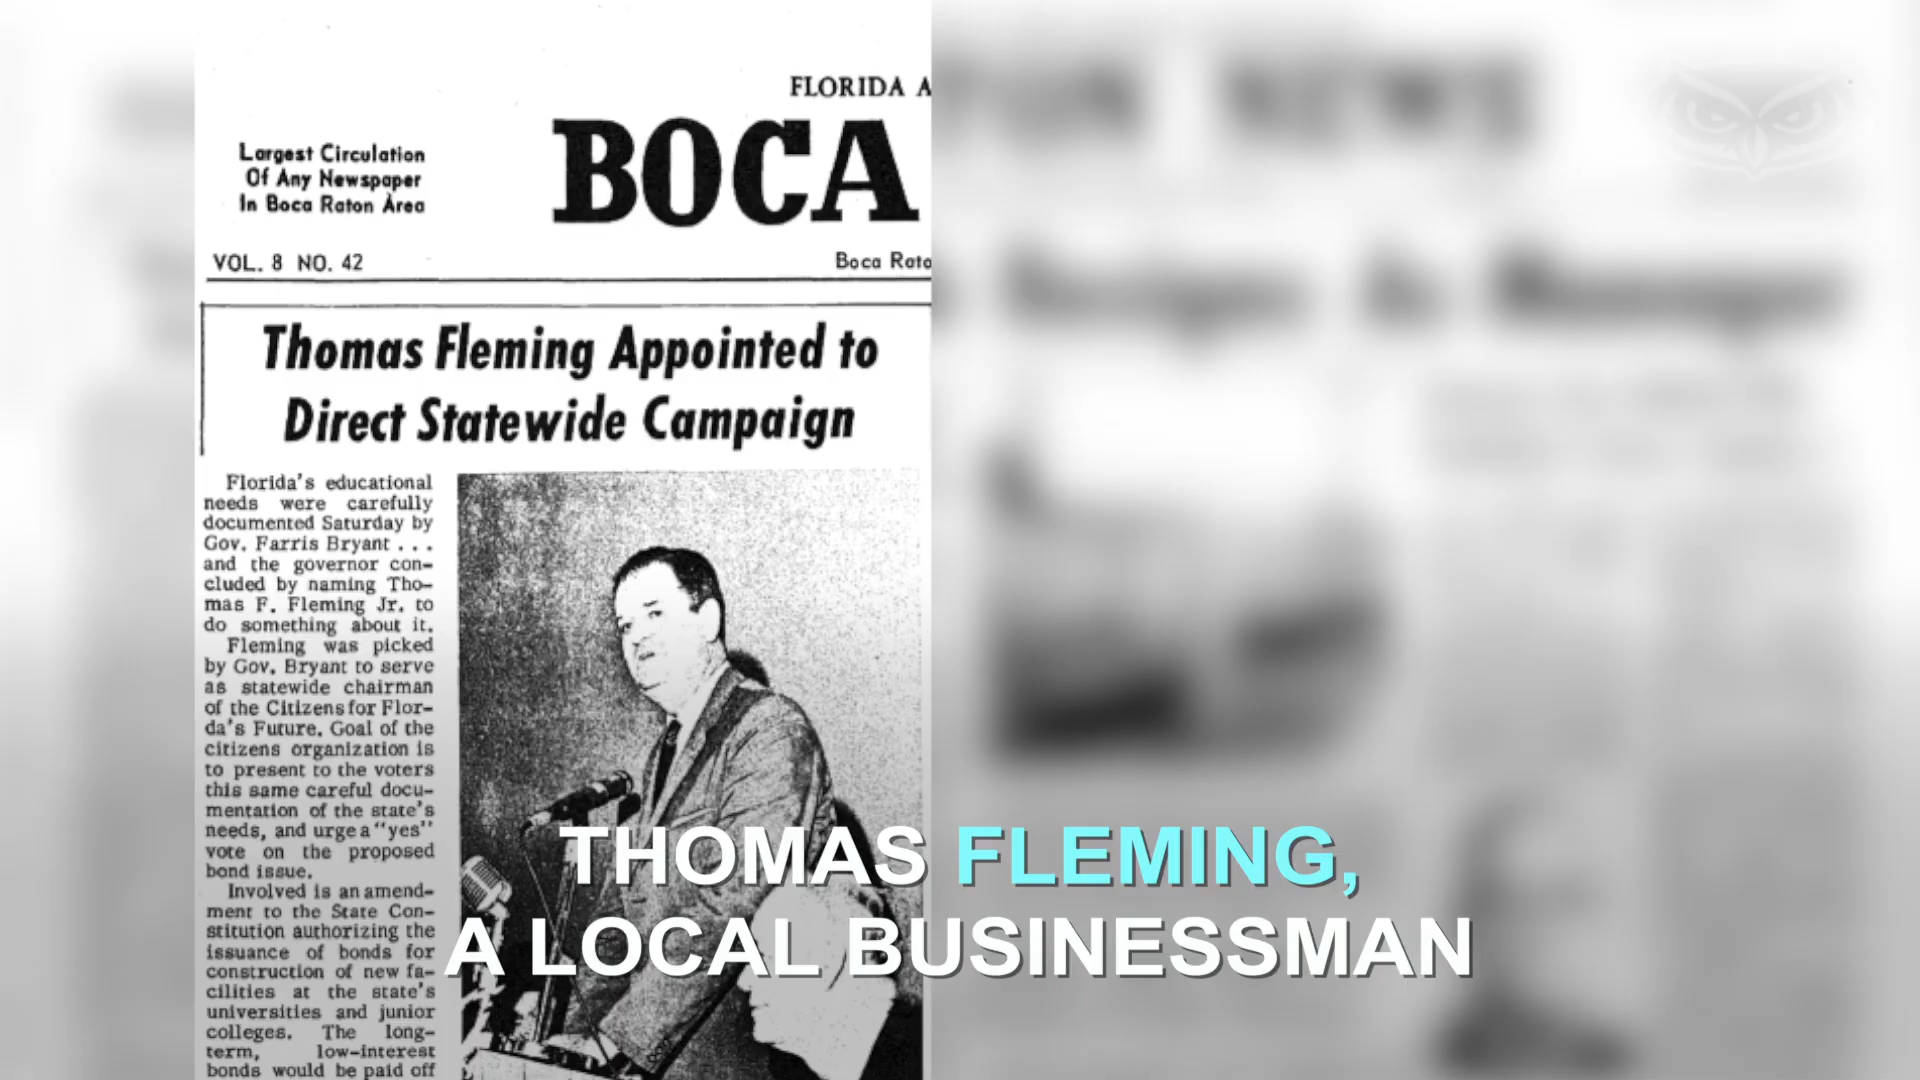 FLORIDA A
Largest Circulation
Of Any Newspaper
In Boca Raton Area
BOCA
VOL. 8 NO. 42
Boca Rato
Thomas Fleming Appointed to
Direct Statewide Campaign
Florida's educational
needs were carefully
documented Saturday by
Gov. Farris Bryant . . .
and the governor con-
cluded by naming Tho-
mas F. Fleming Jr. to
do something about it.
Fleming was picked
by Gov. Bryant to serve
as statewide chairman
of the Citizens for Flor-
da's Future. Goal of the
citizens organization is
to present to the voters
this same careful docu-
mentation of the state's
needs, and urge a "yes"
vote on the proposed
bond issue.
Involved is an amend-
ment to the State Con-
stitution authorizing the
issuance of bonds for
construction of new fa-
cilities at the state's
universities and junior
colleges. The long-
term, low-interest
bonds would be paid off
THOMAS FLEMING,
A LOCAL BUSINESSMAN